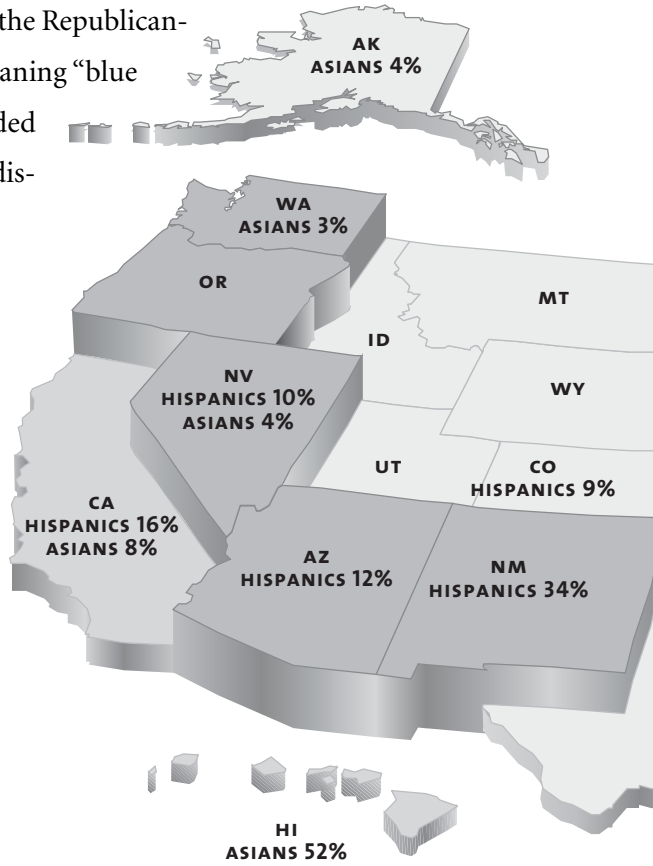 the Republican-
aning “blue
ded
dis-
AK
ASIANS 4%
WA
ASIANS 3%
OR
MT
ID
NV
HISPANICS 10%
ASIANS 4%
WY
UT
CO
HISPANICS 9%
CA
HISPANICS 16%
ASIANS 8%
AZ
HISPANICS 12%
NM
HISPANICS 34%
HI
ASIANS 52%